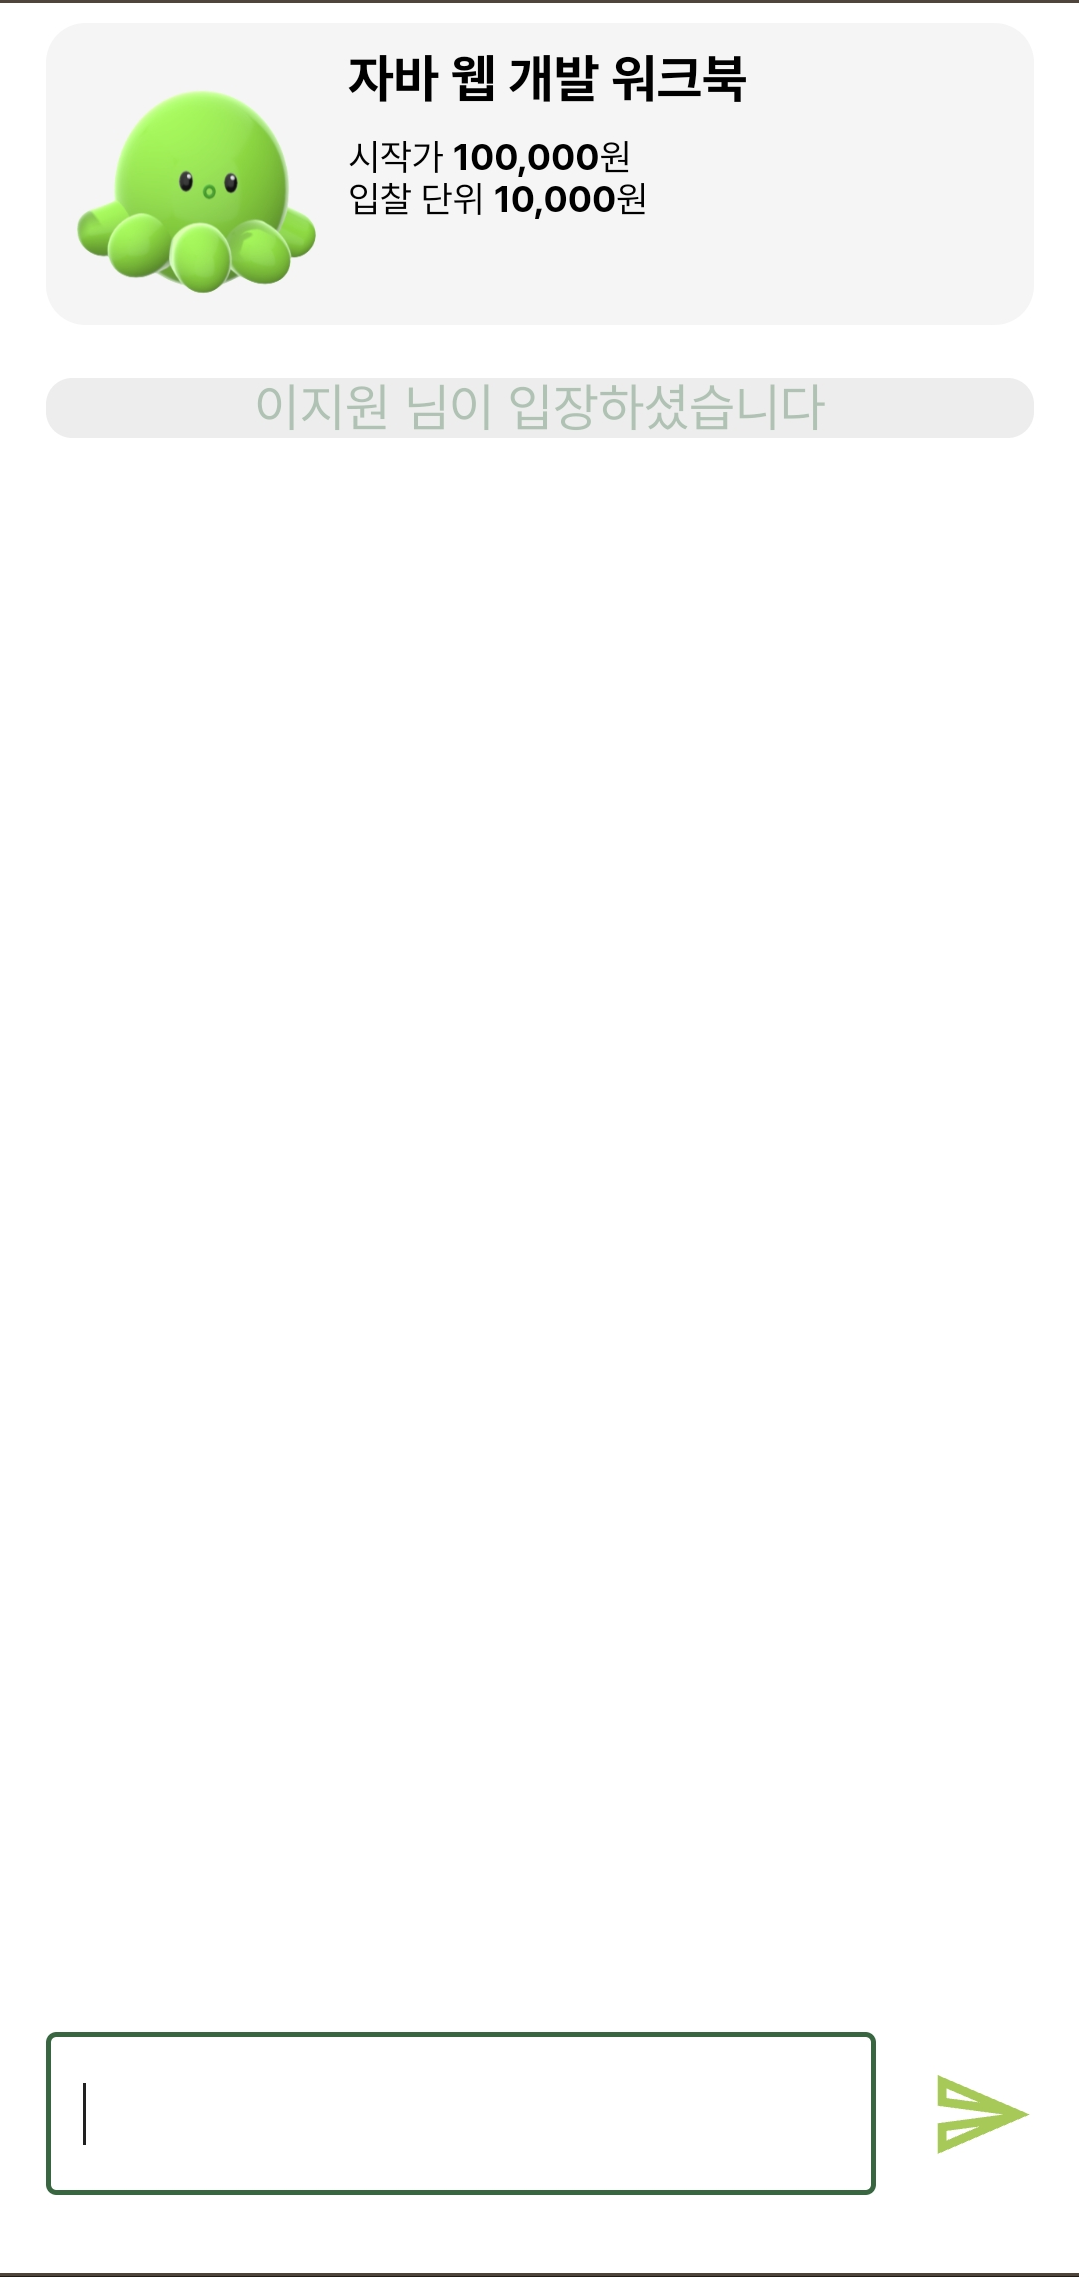 자바 웹 개발 워크북
시작가 100,000원
입찰 단위 10,000원
이지원 님이 입장하셨습니다